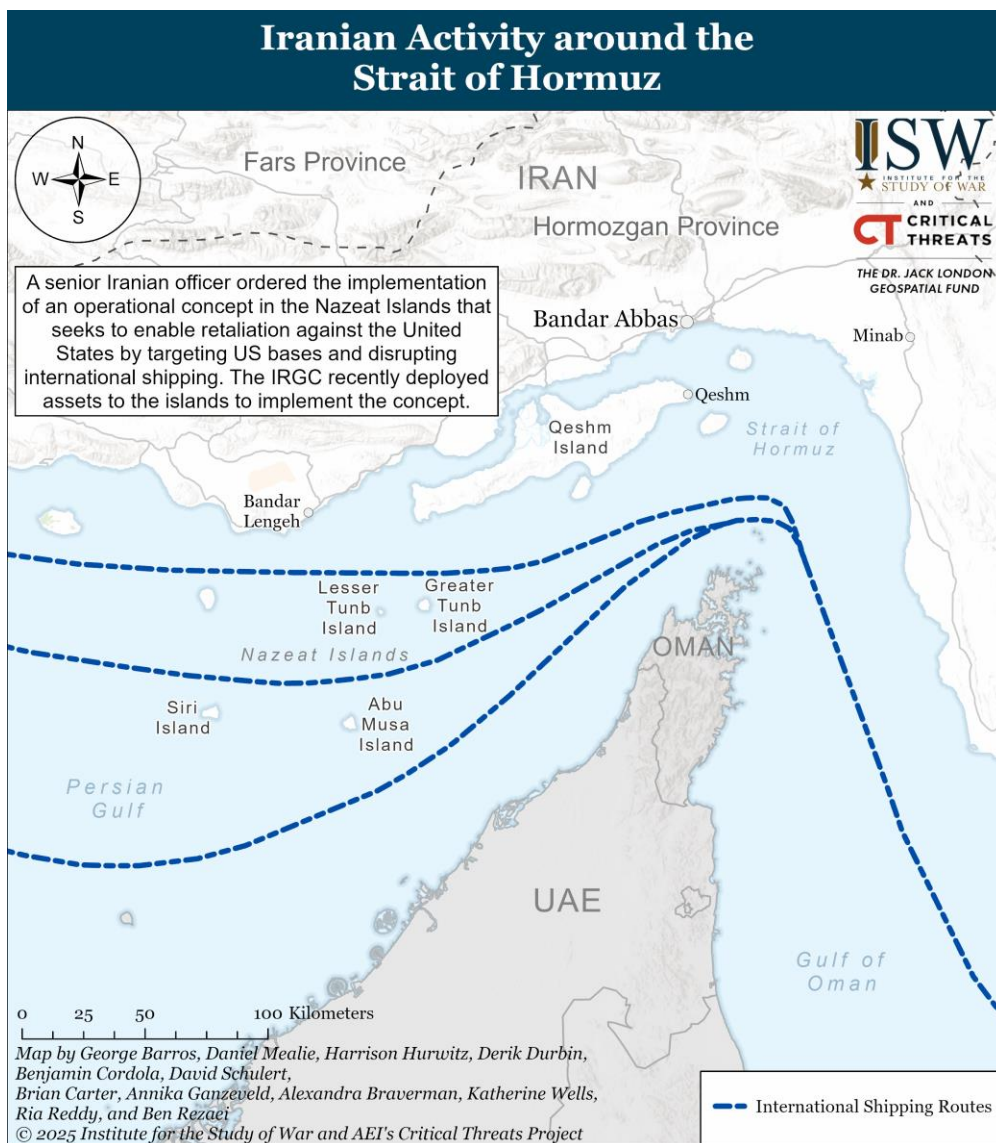 Iranian Activity around the
Strait of Hormuz
N
W
E
S
Fars Province
IRAN
Hormozgan Province
ISW
INSTITUTE FOR THE
STUDY OF WAR
AND
CT CRITICAL
THREATS
THE DR. JACK LONDON
GEOSPATIAL FUND
A senior Iranian officer ordered the implementation
of an operational concept in the Nazeat Islands that
seeks to enable retaliation against the United
States by targeting US bases and disrupting
international shipping. The IRGC recently deployed
assets to the islands to implement the concept.
Bandar Abbas
Minab
Qeshm
Qeshm
Island
Strait of
Hormuz
Bandar
Lengeh
Lesser
Tunb
Island
Greater
Tunb
Island
Nazeat Islands
OMAN
Siri
Island
Abu
Musa
Island
Persian
Gulf
UAE
Gulf of
Oman
0 25 50 100 Kilometers
Map by George Barros, Daniel Mealie, Harrison Hurwitz, Derik Durbin,
Benjamin Cordola, David Schulert,
Brian Carter, Annika Ganzeveld, Alexandra Braverman, Katherine Wells,
Ria Reddy, and Ben Rezaei
© 2025 Institute for the Study of War and AEI's Critical Threats Project
International Shipping Routes